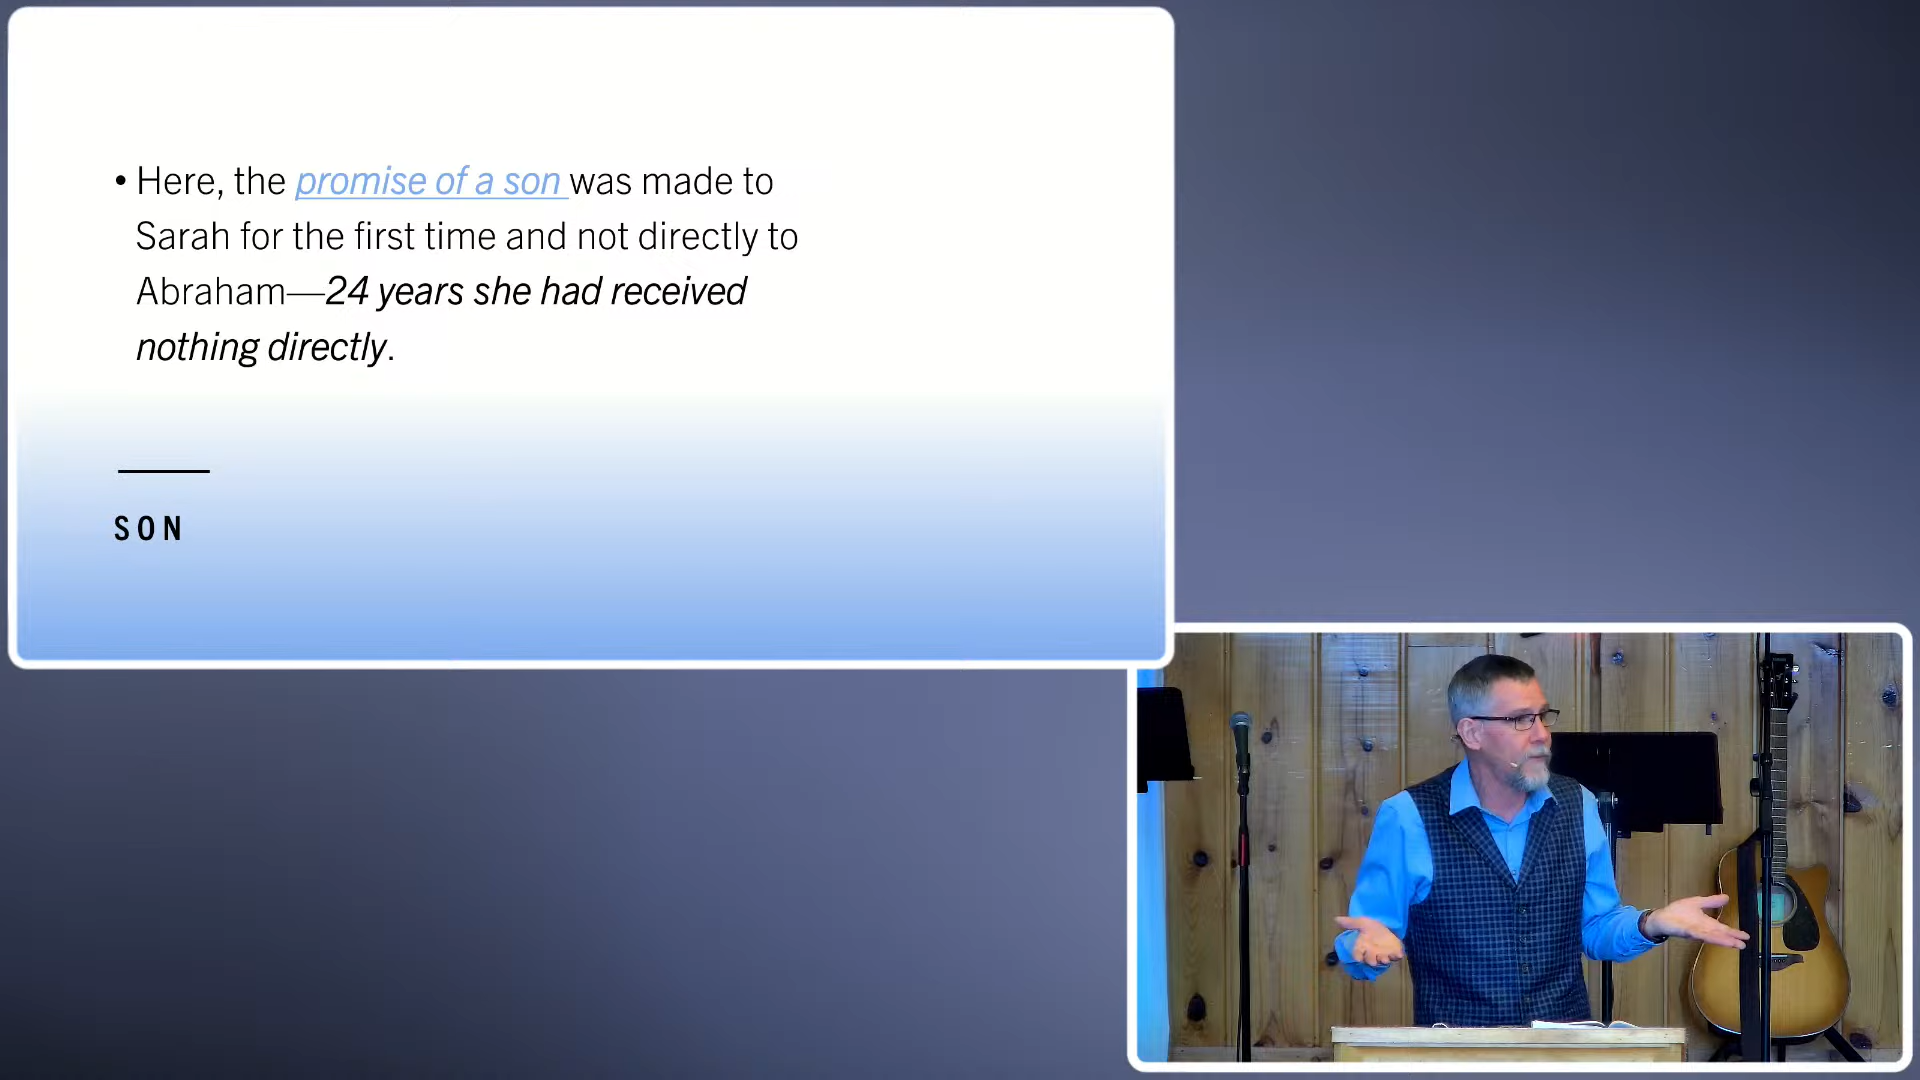 • Here, the promise of a son was made to
Sarah for the first time and not directly to
Abraham—24 years she had received
nothing directly.
SON